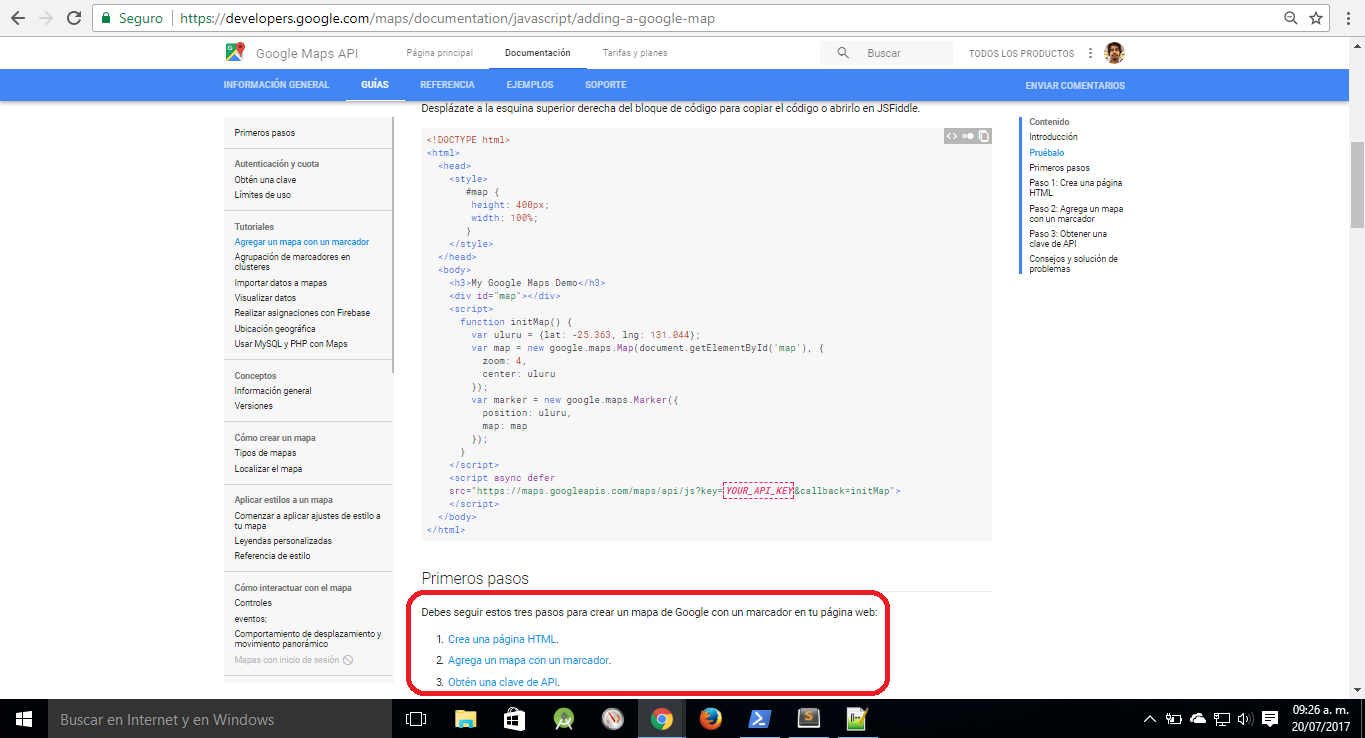 Seguro
https://developers.google.com/maps/documentation/javascript/adding-a-google-map
Google Maps API
Página principal
Documentación
Tarifas y planes
Buscar
TODOS LOS PRODUCTOS
INFORMACIÓN GENERAL
GUÍAS
REFERENCIA
EJEMPLOS
SOPORTE
ENVIAR COMENTARIOS
Primeros pasos
Autenticación y cuota
Obtén una clave
Límites de uso
Tutoriales
Agregar un mapa con un marcador
Agrupación de marcadores en
clústeres
Importar datos a mapas
Visualizar datos
Realizar asignaciones con Firebase
Ubicación geográfica
Usar MySQL y PHP con Maps
Conceptos
Información general
Versiones
Cómo crear un mapa
Tipos de mapas
Localizar el mapa
Aplicar estilos a un mapa
Comenzar a aplicar ajustes de estilo a
tu mapa
Leyendas personalizadas
Referencia de estilo
Cómo interactuar con el mapa
Controles
eventos;
Comportamiento de desplazamiento y
movimiento panorámico
Mapas con inicio de sesión
Desplázate a la esquina superior derecha del bloque de código para copiar el código o abrirlo en JSFiddle.
<!DOCTYPE html>
<html>
<head>
<style>
#map {
height: 400px;
width: 100%;
}
</style>
</head>
<body>
<h3>My Google Maps Demo</h3>
<div id="map"></div>
<script>
function initMap() {
var uluru = {lat: -25.363, lng: 131.044};
var map = new google.maps.Map(document.getElementById('map'), {
zoom: 4,
center: uluru
});
var marker = new google.maps.Marker({
position: uluru,
map: map
});
}
</script>
<script async defer
src="https://maps.googleapis.com/maps/api/js?key=YOUR_API_KEY&callback=initMap">
</script>
</body>
</html>
Primeros pasos
Debes seguir estos tres pasos para crear un mapa de Google con un marcador en tu página web:
1. Crea una página HTML.
2. Agrega un mapa con un marcador.
3. Obtén una clave de API.
Contenido
Introducción
Pruébalo
Primeros pasos
Paso 1: Crea una página
HTML
Paso 2: Agrega un mapa
con un marcador
Paso 3: Obtener una
clave de API
Consejos y solución de
problemas
Buscar en Internet y en Windows
09:26 a. m.
20/07/2017